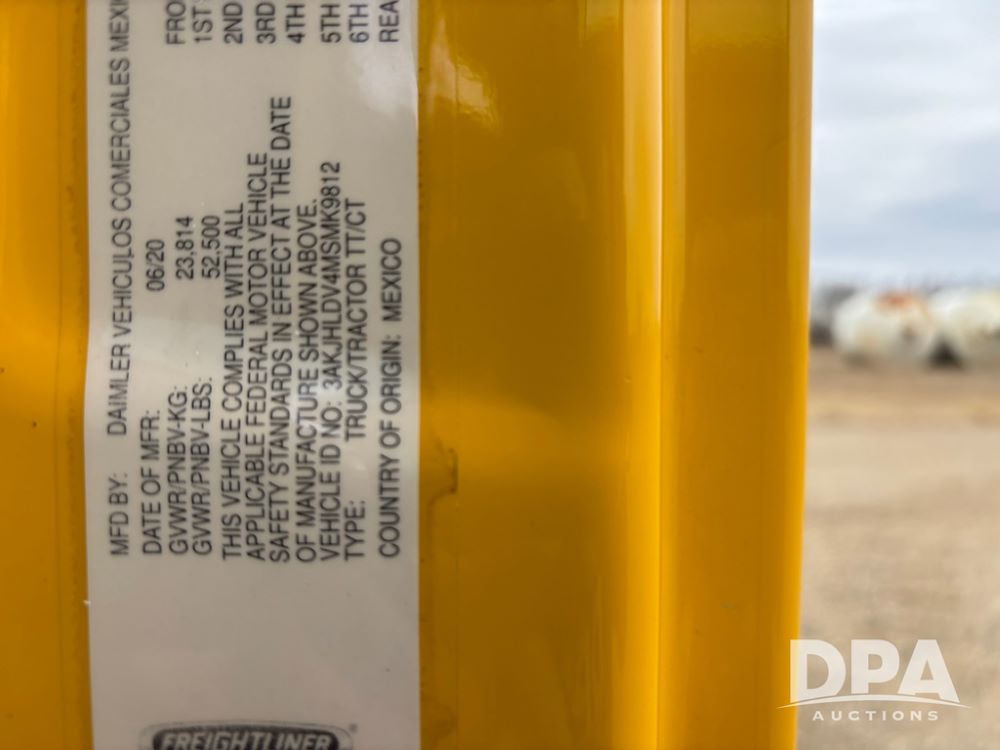 MFD BY: DAIMLER VEHICULOS COMERCIALES
DATE OF MFR: 06/20
GVWR/PNBV-KG: 23.814
GVWR/PNBV-LBS: 52.500
THIS VEHICLE COMPLIES WITH ALL
APPLICABLE FEDERAL MOTOR VEHICLE
SAFETY STANDARDS IN EFFECT AT THE DATE
OF MANUFACTURE SHOWN ABOVE.
VEHICLE ID NO: 3AKJHLDV4MSMK9812
TYPE: TRUCK/TRACTOR TT/CT
COUNTRY OF ORIGIN: MEXICO
FRO
1ST
2ND
3RD
4TH
5TH
6TH
REA
FREIGHTLINER
DPA
AUCTIONS